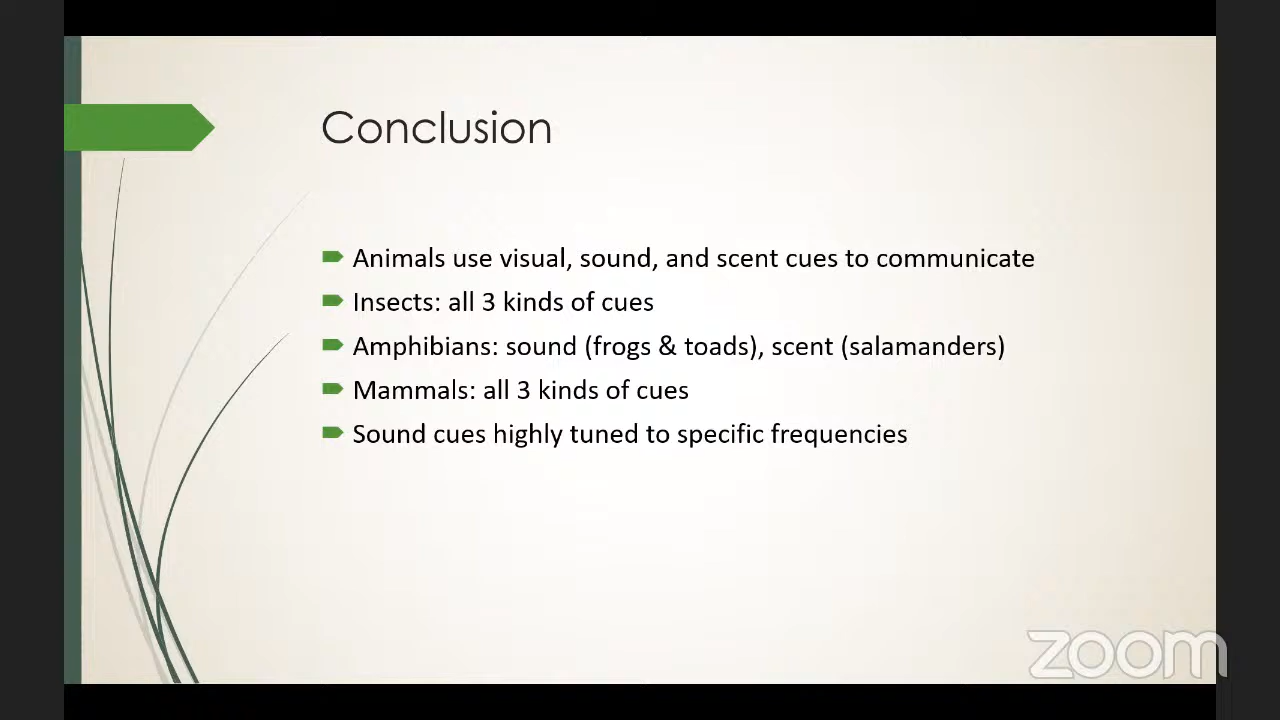 Conclusion
Animals use visual, sound, and scent cues to communicate
Insects: all 3 kinds of cues
Amphibians: sound (frogs & toads), scent (salamanders)
Mammals: all 3 kinds of cues
Sound cues highly tuned to specific frequencies
zoom